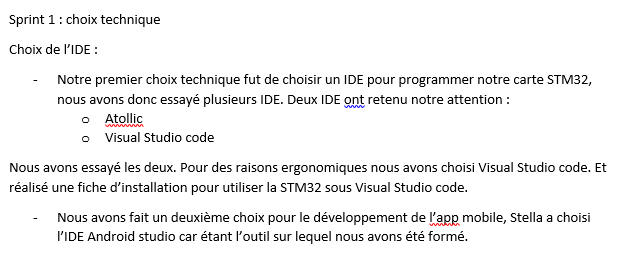 Sprint 1 : choix technique
Choix de l'IDE :
- Notre premier choix technique fut de choisir un IDE pour programmer notre carte STM32,
nous avons donc essayé plusieurs IDE. Deux IDE ont retenu notre attention :
o Atollic
o Visual Studio code
Nous avons essayé les deux. Pour des raisons ergonomiques nous avons choisi Visual Studio code. Et
réalisé une fiche d'installation pour utiliser la STM32 sous Visual Studio code.
- Nous avons fait un deuxième choix pour le développement de l'app mobile, Stella a choisi
l'IDE Android studio car étant l'outil sur lequel nous avons été formé.